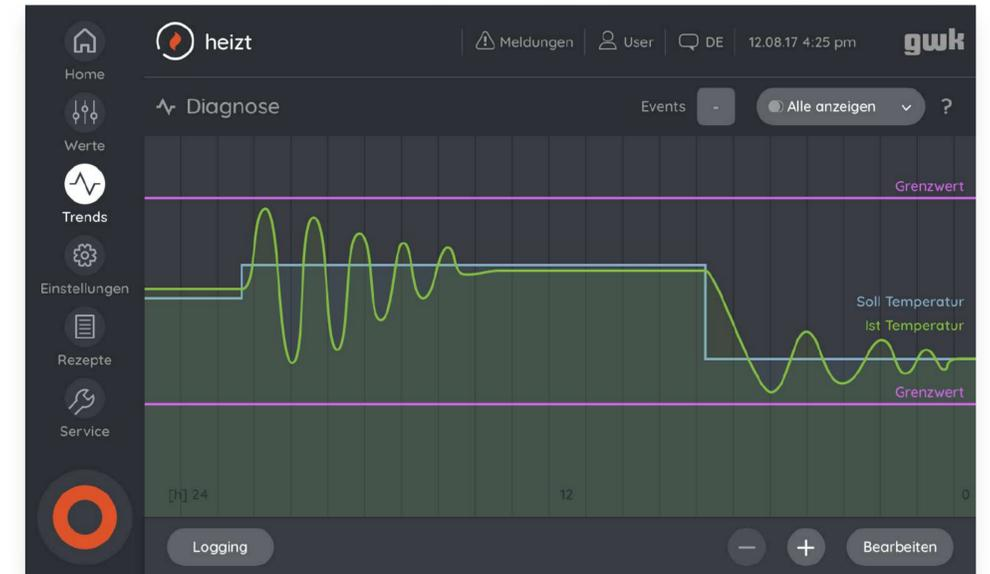 heizt
Meldungen
User
DE
12.08.17 4:25 pm
gwk
Home
Werte
Trends
Einstellungen
Rezepte
Service
Diagnose
Events
-
Alle anzeigen
?
Grenzwert
Soll Temperatur
Ist Temperatur
Grenzwert
[h] 24
12
0
Logging
Bearbeiten